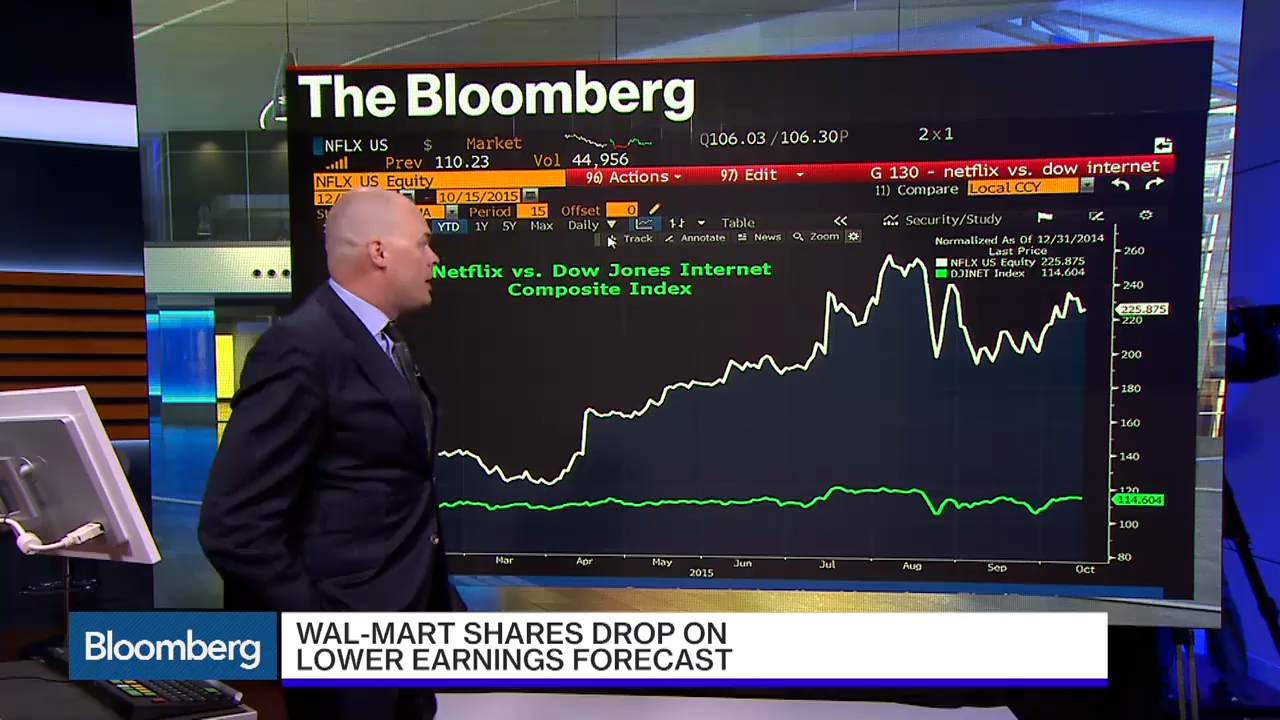 The Bloomberg
NFLX US $ Market Q106.03 / 106.30P 2x1
Prev 110.23 Vol 44,956
NFLX US Equity 96) Actions 97) Edit G 130 - netflix vs. dow internet
12/ - 10/15/2015 11) Compare Local CCY
Period 15 Offset 0
YTD 1Y 5Y Max Daily Table Security/Study
Track Annotate News Zoom
Normalized As Of 12/31/2014
Last Price
NFLX US Equity 225.875
DJINET Index 114.604
Netflix vs. Dow Jones Internet
Composite Index
260
240
225.875
220
200
180
160
140
120
114.604
100
80
Mar Apr May Jun Jul Aug Sep Oct
2015
Bloomberg
WAL-MART SHARES DROP ON
LOWER EARNINGS FORECAST